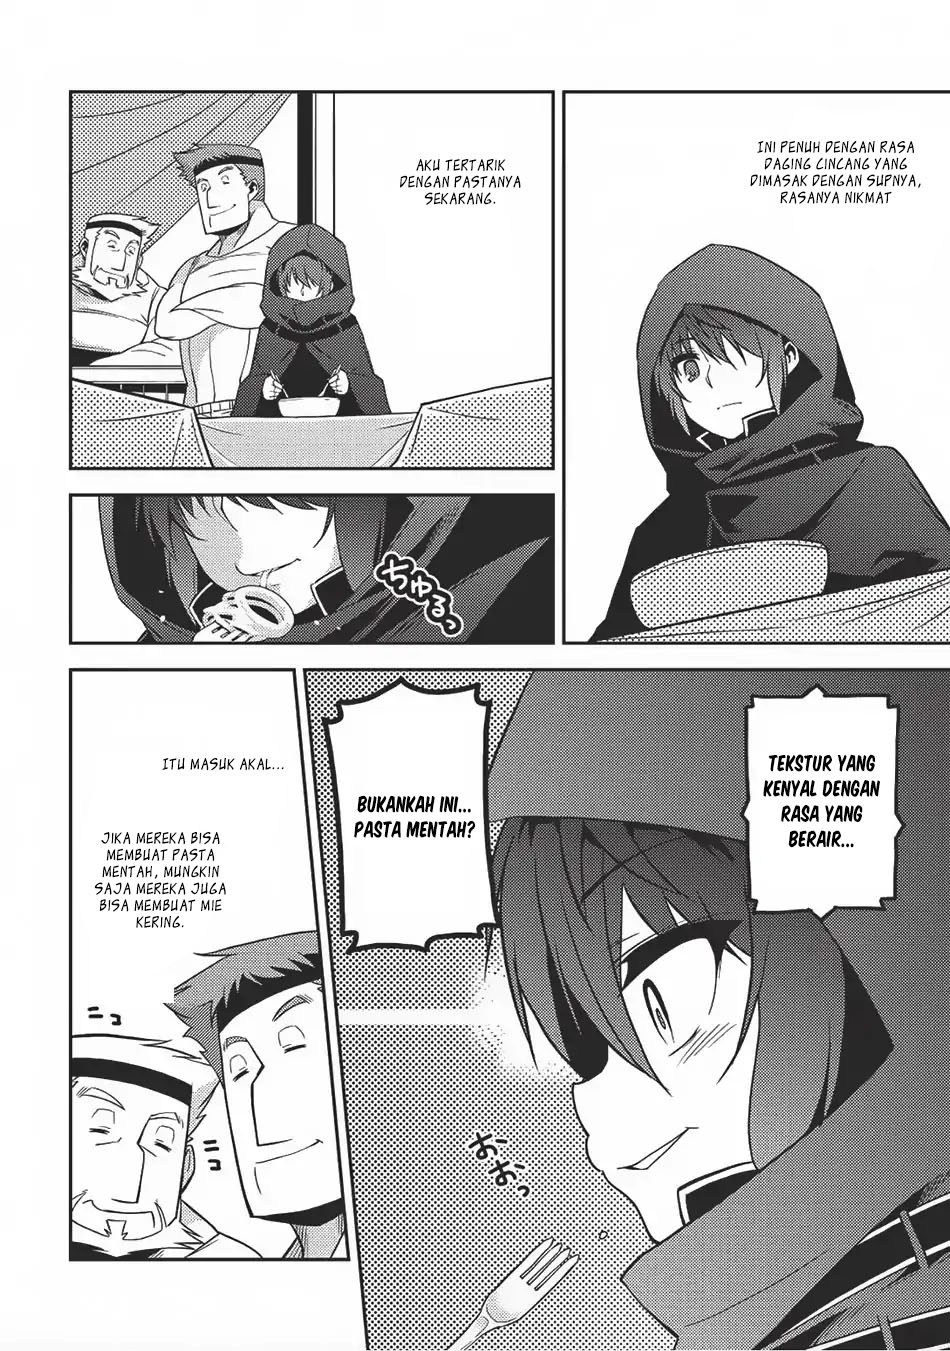 INI PENUH DENGAN RASA
DAGING CINCANG YANG
DIMASAK DENGAN SUPNYA,
RASANYA NIKMAT
AKU TERTARIK
DENGAN PASTANYA
SEKARANG.
ちゅるっ
TEKSTUR YANG
KENYAL DENGAN
RASA YANG
BERAIR...
BUKANKAH INI...
PASTA MENTAH?
おおっ
ITU MASUK AKAL...
JIKA MEREKA BISA
MEMBUAT PASTA
MENTAH, MUNGKIN
SAJA MEREKA JUGA
BISA MEMBUAT MIE
KERING.
ニコ
ニコ